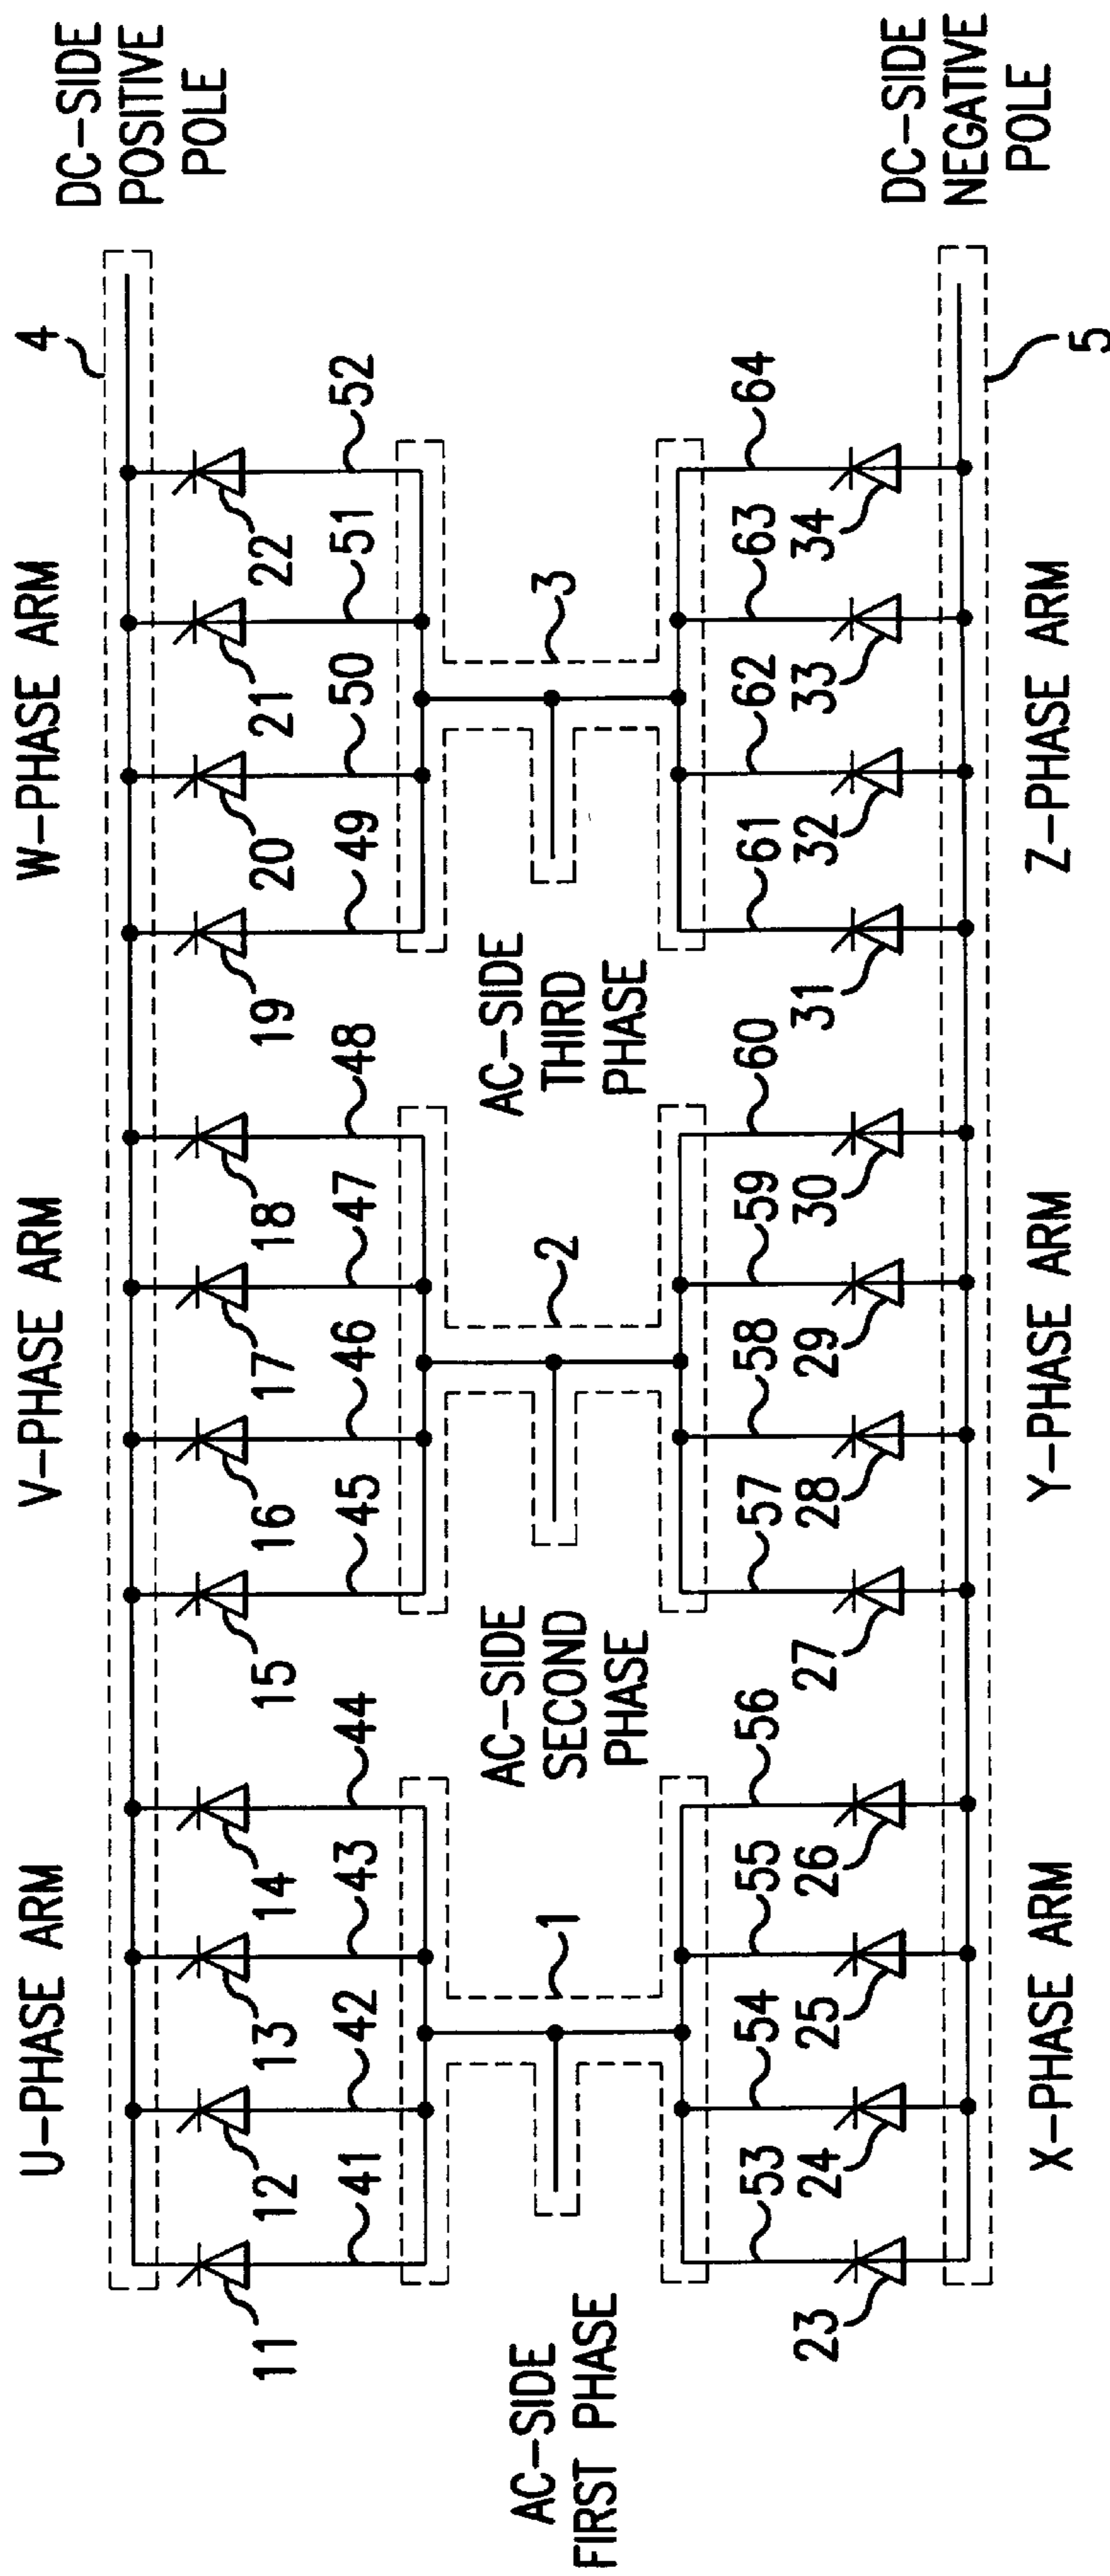 U-PHASE ARM
V-PHASE ARM
W-PHASE ARM
DC-SIDE
POSITIVE
POLE
4
11
12
13
14
15
16
17
18
19
20
21
22
41
42
43
44
45
46
47
48
49
50
51
52
AC-SIDE
FIRST PHASE
1
AC-SIDE
SECOND
PHASE
2
AC-SIDE
THIRD
PHASE
3
53
54
55
56
57
58
59
60
61
62
63
64
23
24
25
26
27
28
29
30
31
32
33
34
DC-SIDE
NEGATIVE
POLE
5
X-PHASE ARM
Y-PHASE ARM
Z-PHASE ARM